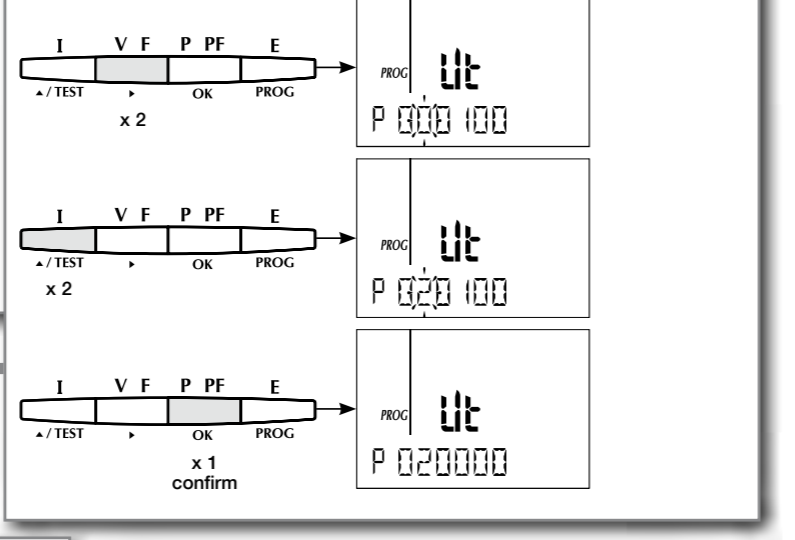 I V F P PF E
▲/TEST ▶ OK PROG
x 2
PROG Ut
P 000 100
I V F P PF E
▲/TEST ▶ OK PROG
x 2
PROG Ut
P 020 100
I V F P PF E
▲/TEST ▶ OK PROG
x 1
confirm
PROG Ut
P 020000